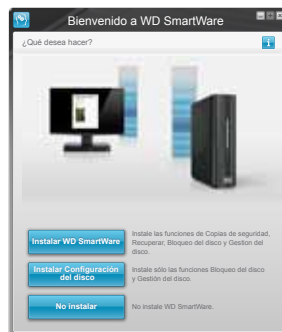 Bienvenido a WD SmartWare
¿Qué desea hacer?
Instalar WD SmartWare
Instale las funciones de Copias de seguridad,
Recuperar, Bloqueo del disco y Gestion del
disco.
Instalar Configuración
del disco
Instale sólo las funciones Bloqueo del disco
y Gestión del disco.
No instalar
No instale WD SmartWare.